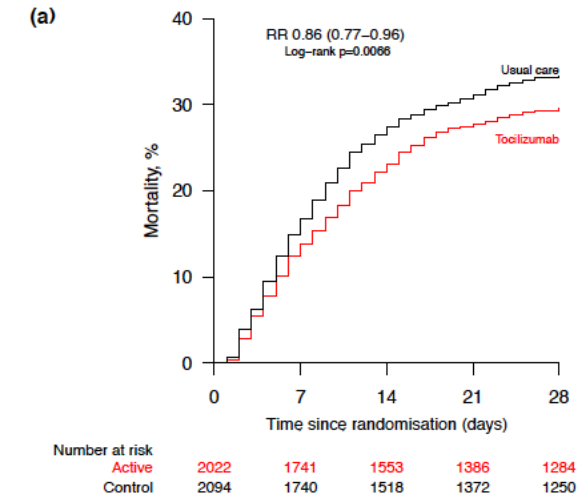 (a)
40
RR 0.86 (0.77–0.96)
Log–rank p=0.0066
Usual care
30
Tocilizumab
Mortality, %
20
10
0
0 7 14 21 28
Time since randomisation (days)
Number at risk
Active 2022 1741 1553 1386 1284
Control 2094 1740 1518 1372 1250